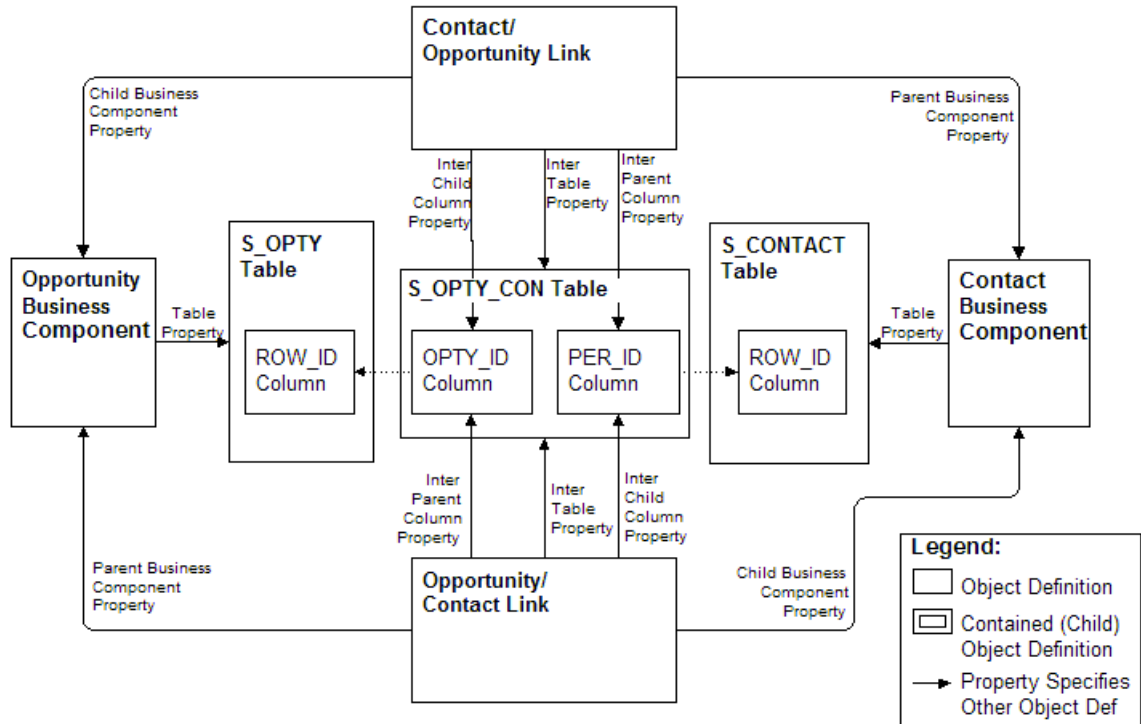 Contact/
Opportunity Link
Child Business
Component
Property
Parent Business
Component
Property
Inter
Child
Column
Property
Inter
Table
Property
Inter
Parent
Column
Property
S_OPTY
Table
S_CONTACT
Table
Opportunity
Business
Component
Table
Property
S_OPTY_CON Table
Table
Property
Contact
Business
Component
ROW_ID
Column
OPTY_ID
Column
PER_ID
Column
ROW_ID
Column
Inter
Parent
Column
Property
Inter
Table
Property
Inter
Child
Column
Property
Parent Business
Component
Property
Opportunity/
Contact Link
Child Business
Component
Property
Legend:
Object Definition
Contained (Child)
Object Definition
Property Specifies
Other Object Def